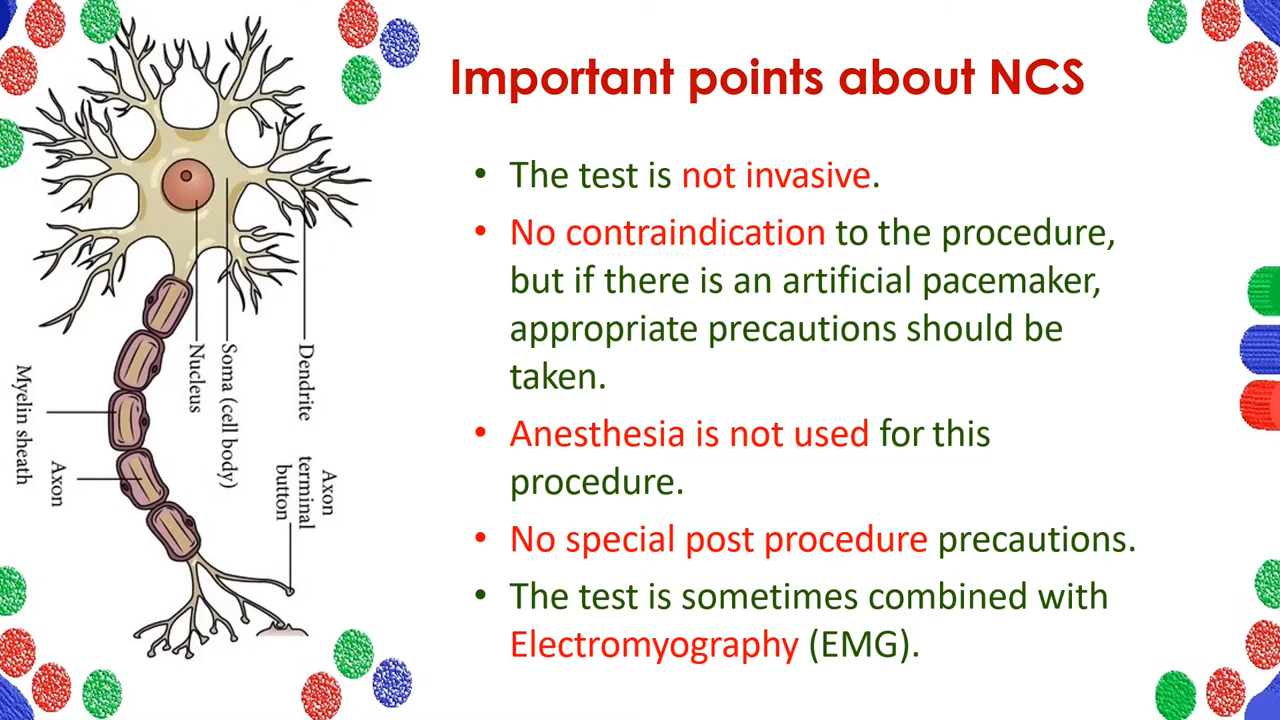 Important points about NCS
• The test is not invasive.
• No contraindication to the procedure,
but if there is an artificial pacemaker,
appropriate precautions should be
taken.
• Anesthesia is not used for this
procedure.
• No special post procedure precautions.
• The test is sometimes combined with
Electromyography (EMG).
Dendrite
Soma (cell body)
Nucleus
Myelin sheath
Axon
Axon
terminal
button